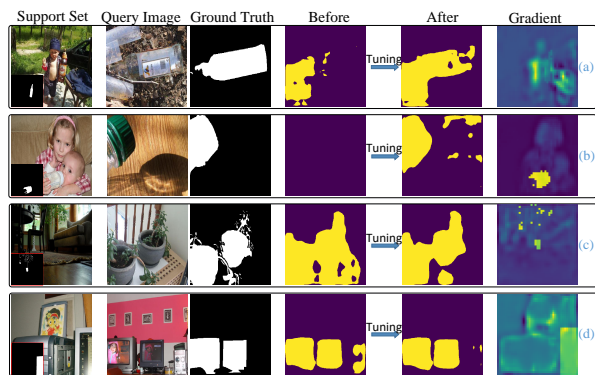 Support Set Query Image Ground Truth Before After Gradient
Tuning (a)
Tuning (b)
Tuning (c)
Tuning (d)